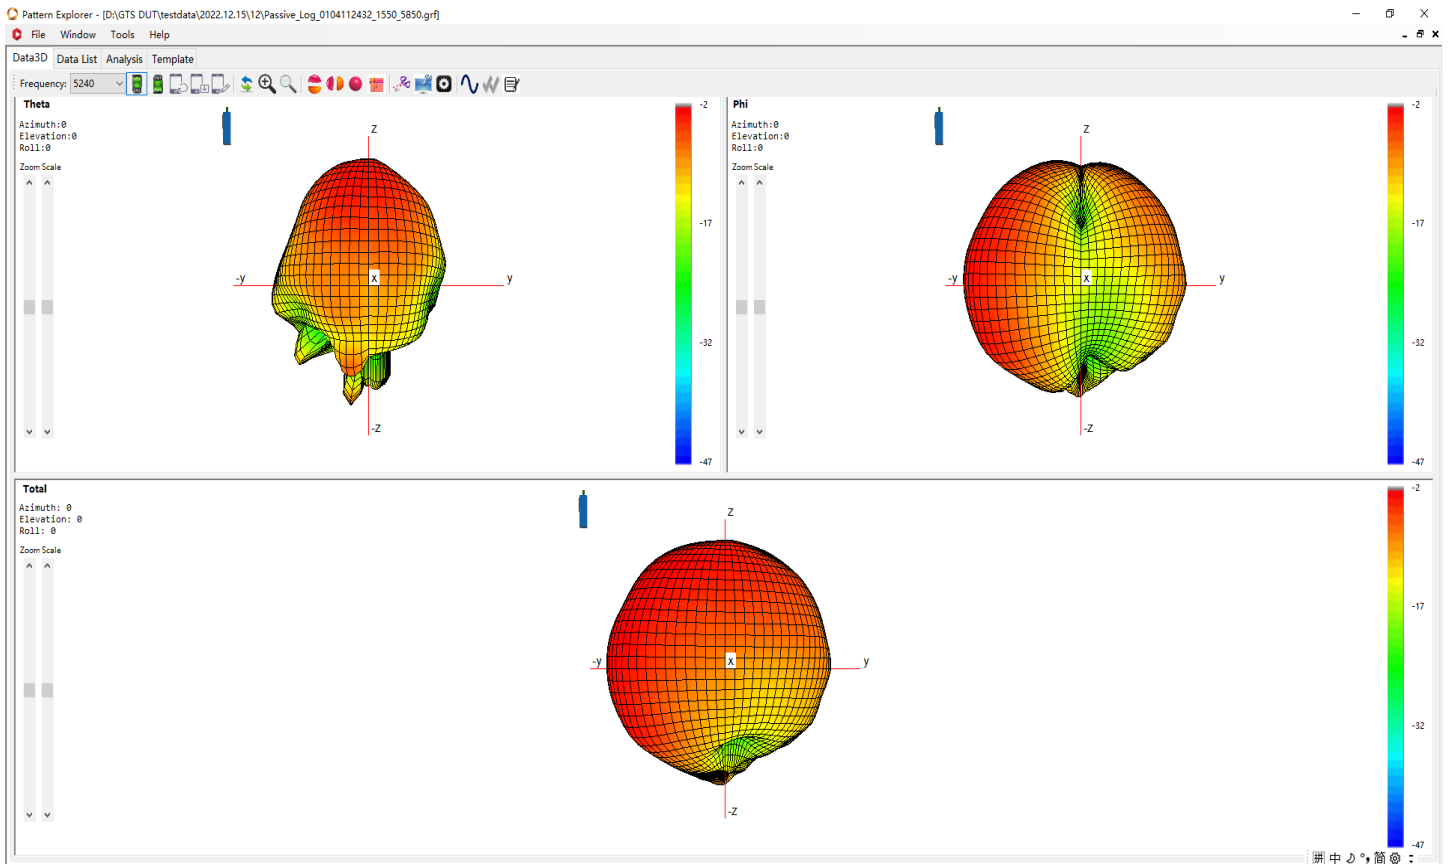 Pattern Explorer - [D:\GTS DUT\testdata\2022.12.15\12\Passive_Log_0104112432_1550_5850.grf]
File Window Tools Help
Data3D Data List Analysis Template
Frequency: 5240
Theta
Azimuth:0
Elevation:0
Roll:0
Zoom Scale
Z
-y
X
y
-Z
-2
-17
-32
-47
Phi
Azimuth:0
Elevation:0
Roll:0
Zoom Scale
Z
-y
X
y
-Z
-2
-17
-32
-47
Total
Azimuth: 0
Elevation: 0
Roll: 0
Zoom Scale
Z
-y
X
y
-Z
-2
-17
-32
-47
拼 中 简